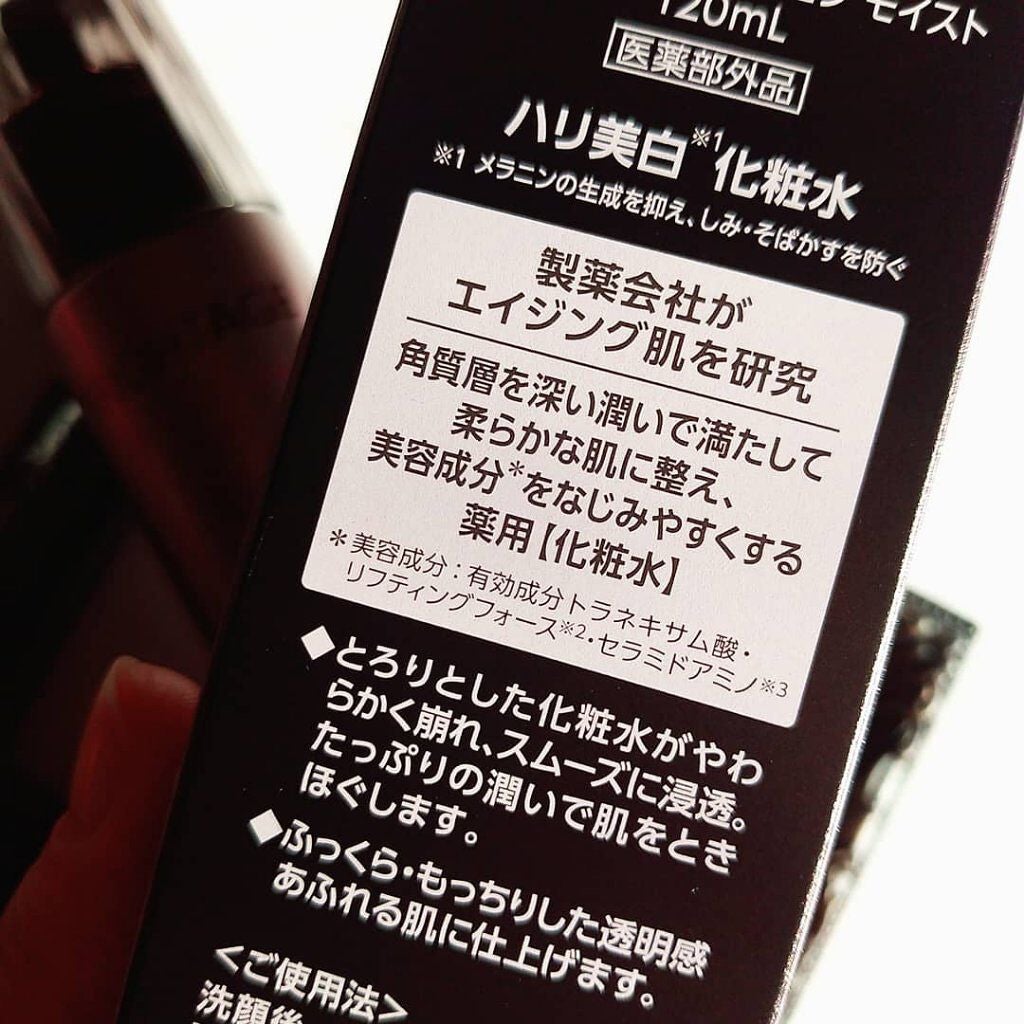 モイスト
120mL
医薬部外品
ハリ美白※1化粧水
※1 メラニンの生成を抑え、しみ・そばかすを防ぐ
製薬会社が
エイジング肌を研究
角質層を深い潤いで満たして
柔らかな肌に整え、
美容成分*をなじみやすくする
薬用【化粧水】
*美容成分:有効成分トラネキサム酸・
リフティングフォース※2・セラミドアミノ※3
◆とろりとした化粧水がやわ
らかく崩れ、スムーズに浸透。
たっぷりの潤いで肌をとき
ほぐします。
◆ふっくら・もっちりした透明感
あふれる肌に仕上げます。
<ご使用法>
洗顔後